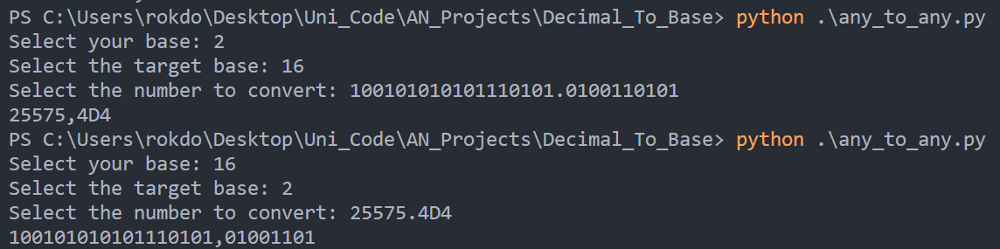 PS C:\Users\rokdo\Desktop\Uni_Code\AN_Projects\Decimal_To_Base> python .\any_to_any.py
Select your base: 2
Select the target base: 16
Select the number to convert: 100101010101110101.0100110101
25575,4D4
PS C:\Users\rokdo\Desktop\Uni_Code\AN_Projects\Decimal_To_Base> python .\any_to_any.py
Select your base: 16
Select the target base: 2
Select the number to convert: 25575.4D4
100101010101110101,01001101